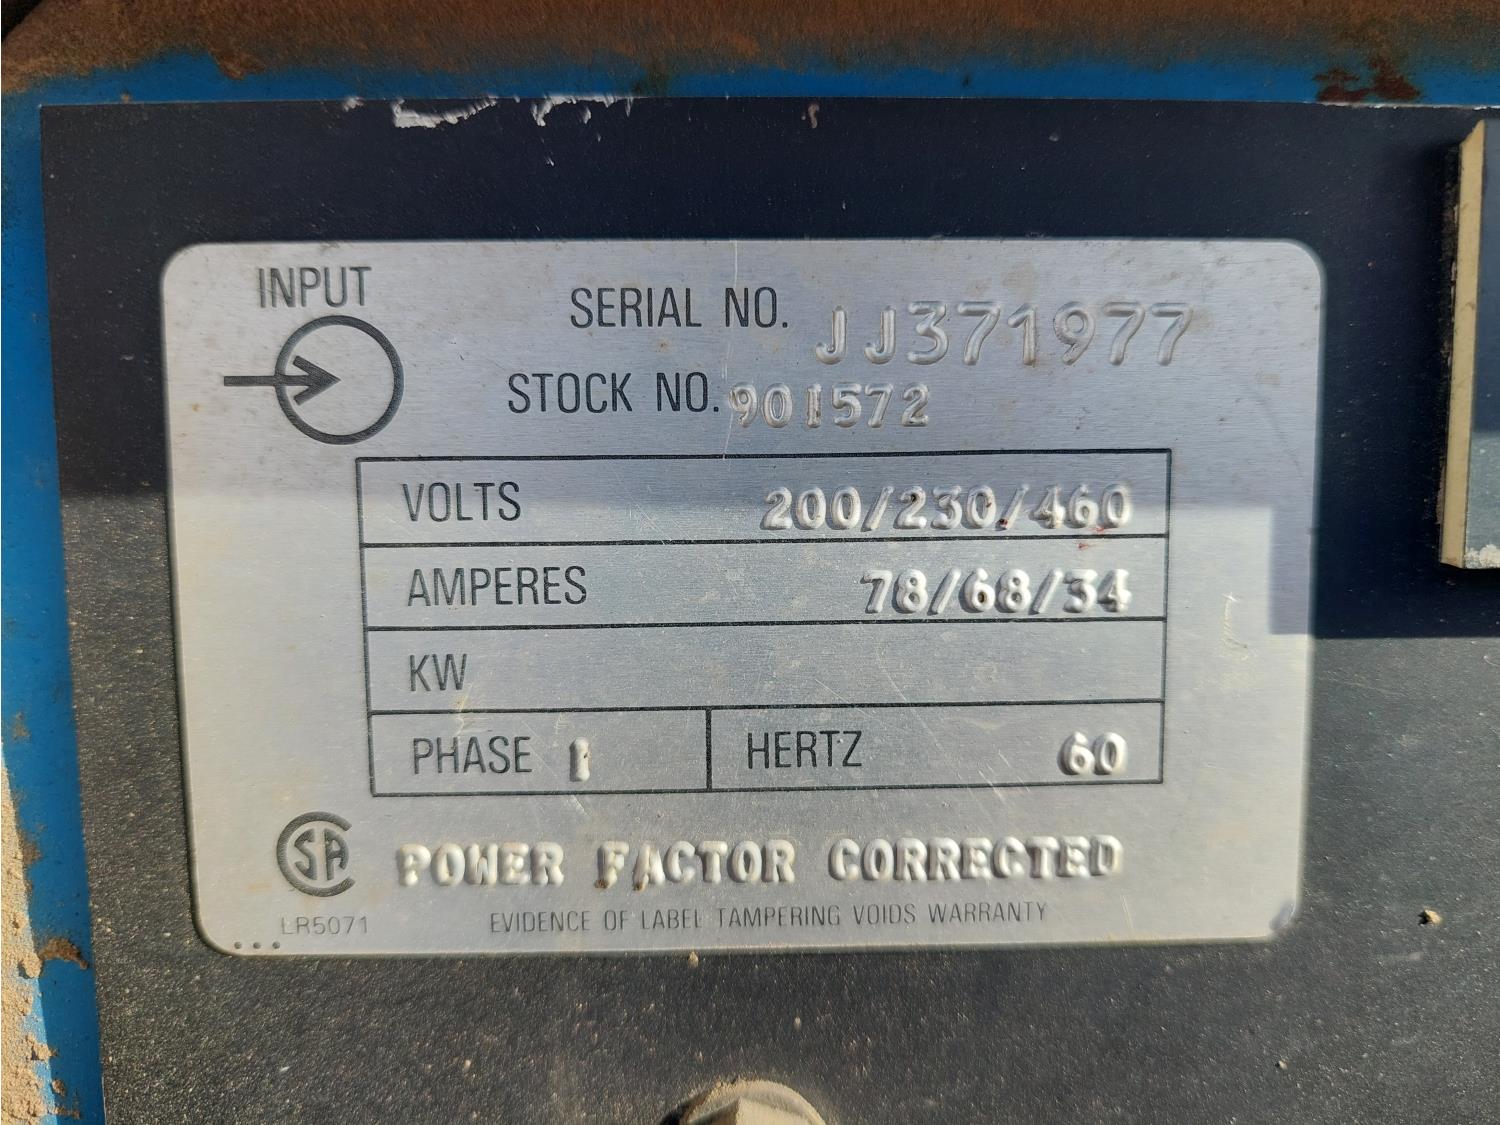 INPUT
SERIAL NO. JJ371977
STOCK NO. 901572
VOLTS 200/230/460
AMPERES 78/68/34
KW
PHASE 1 HERTZ 60
SA POWER FACTOR CORRECTED
LR5071 EVIDENCE OF LABEL TAMPERING VOIDS WARRANTY